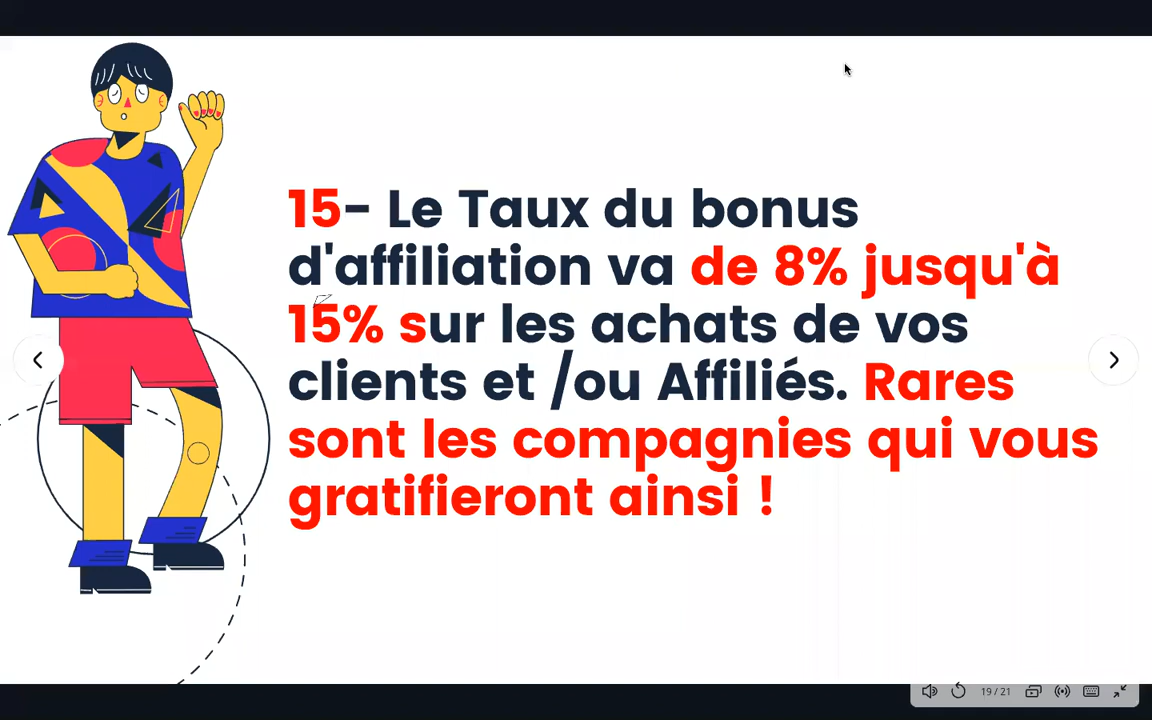 15- Le Taux du bonus
d'affiliation va de 8% jusqu'à
15% sur les achats de vos
clients et /ou Affiliés. Rares
sont les compagnies qui vous
gratifieront ainsi !
19 / 21